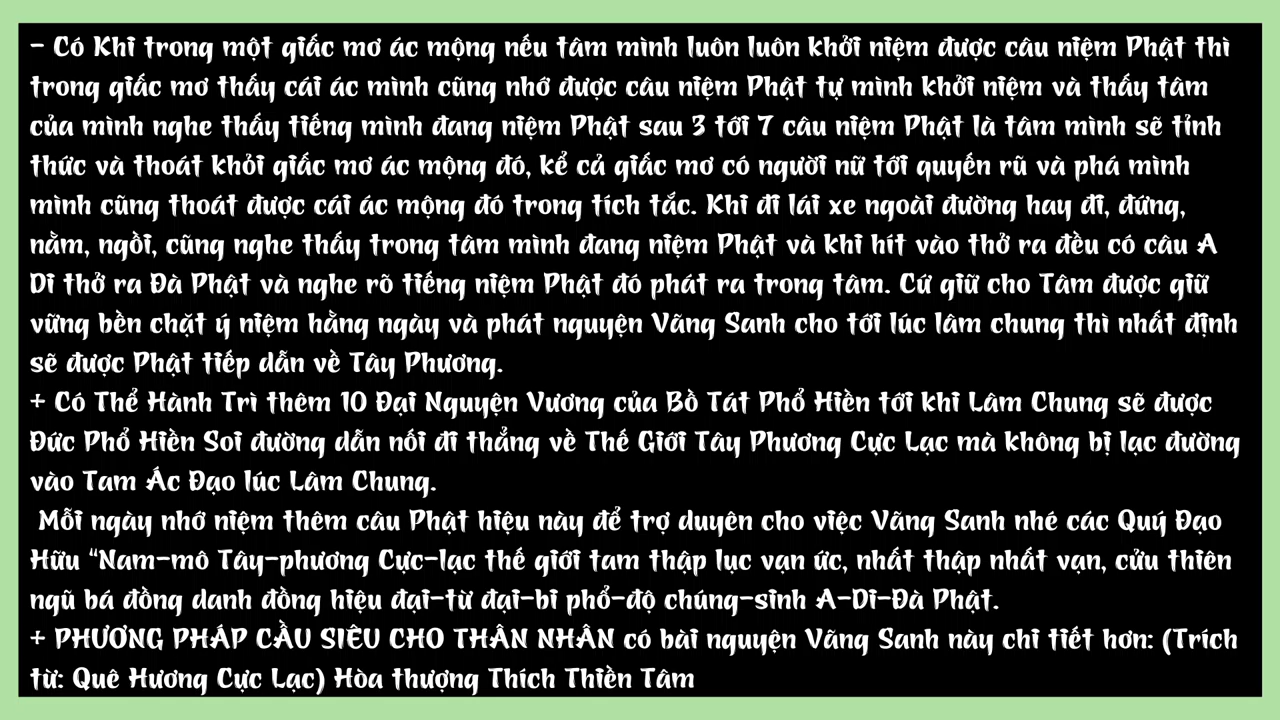 - Có Khi trong một giấc mơ ác mộng nếu tâm mình luôn luôn khởi niệm được câu niệm Phật thì
trong giấc mơ thấy cái ác mình cũng nhớ được câu niệm Phật tự mình khởi niệm và thấy tâm
của mình nghe thấy tiếng mình đang niệm Phật sau 3 tới 7 câu niệm Phật là tâm mình sẽ tỉnh
thức và thoát khỏi giấc mơ ác mộng đó, kể cả giấc mơ có người nữ tới quyến rũ và phá mình
mình cũng thoát được cái ác mộng đó trong tích tắc. Khi đi lái xe ngoài đường hay đi, đứng,
nằm, ngồi, cũng nghe thấy trong tâm mình đang niệm Phật và khi hít vào thở ra đều có câu A
Di thở ra Đà Phật và nghe rõ tiếng niệm Phật đó phát ra trong tâm. Cứ giữ cho Tâm được giữ
vững bền chặt ý niệm hằng ngày và phát nguyện Vãng Sanh cho tới lúc lâm chung thì nhất định
sẽ được Phật tiếp dẫn về Tây Phương.
+ Có Thể Hành Trì thêm 10 Đại Nguyện Vương của Bồ Tát Phổ Hiền tới khi Lâm Chung sẽ được
Đức Phổ Hiền Soi đường dẫn nối đi thẳng về Thế Giới Tây Phương Cực Lạc mà không bị lạc đường
vào Tam Ác Đạo lúc Lâm Chung.
Mỗi ngày nhớ niệm thêm câu Phật hiệu này để trợ duyên cho việc Vãng Sanh nhé các Quý Đạo
Hữu “Nam-mô Tây-phương Cực-lạc thế giới tam thập lục vạn ức, nhất thập nhất vạn, cửu thiên
ngũ bá đồng danh đồng hiệu đại-từ đại-bi phổ-độ chúng-sinh A-Di-Đà Phật.
+ PHƯƠNG PHÁP CẦU SIÊU CHO THÂN NHÂN có bài nguyện Vãng Sanh này chi tiết hơn: (Trích
từ: Quê Hương Cực Lạc) Hòa thượng Thích Thiền Tâm